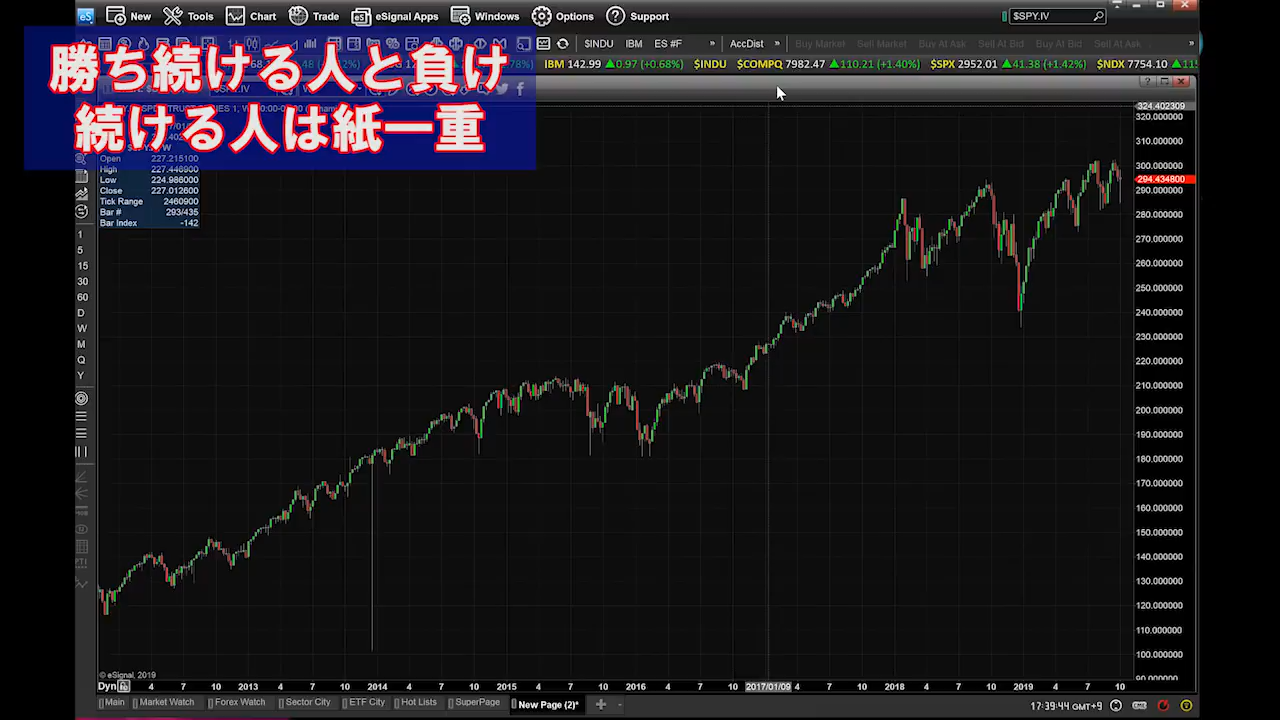 New Tools Chart Trade eSignal Apps Windows Options Support $SPY.IV
$INDU IBM ES #F » AccDist » Buy Market Sell Market Buy At Ask Sell At Bid Buy At Bid »
IBM 142.99 ▲0.97 (+0.68%) $INDU $COMPQ 7982.47 ▲110.21 (+1.40%) $SPX 2952.01 ▲41.38 (+1.42%) $NDX 7754.10
勝ち続ける人と負け
続ける人は紙一重
Open 227.215100
High 227.448900
Low 224.986000
Close 227.012600
Tick Range 2460900
Bar # 293/435
Bar Index -142
1
5
15
30
60
D
W
M
Q
Y
324.402309
320.000000
310.000000
300.000000
294.434800
290.000000
280.000000
270.000000
260.000000
250.000000
240.000000
230.000000
220.000000
210.000000
200.000000
190.000000
180.000000
170.000000
160.000000
150.000000
140.000000
130.000000
120.000000
110.000000
100.000000
90.000000
© eSignal, 2019
Dyn 4 7 10 2013 4 7 10 2014 4 7 10 2015 4 7 10 2016 4 7 10 2017/01/09 4 7 10 2018 4 7 10 2019 4 7 10
Main Market Watch Forex Watch Sector City ETF City Hot Lists SuperPage New Page (2)* +
17:39:44 GMT+9